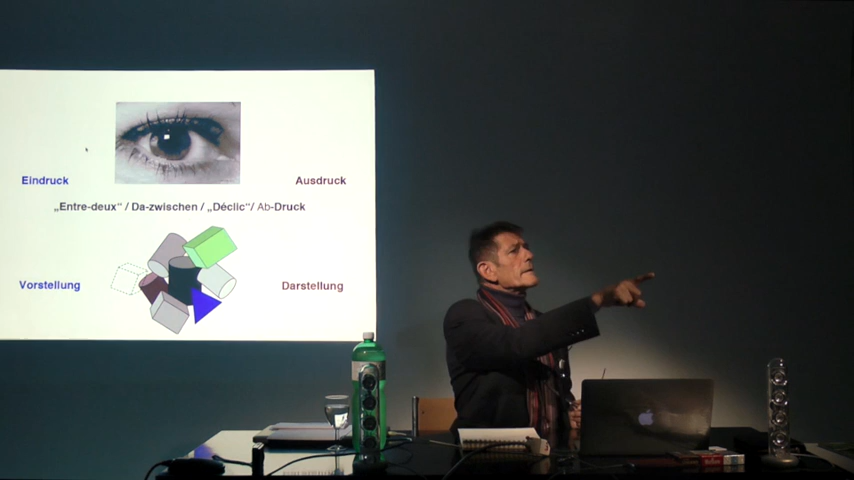 Eindruck
Ausdruck
„Entre-deux“ / Da-zwischen / „Déclic“/ Ab-Druck
Vorstellung
Darstellung